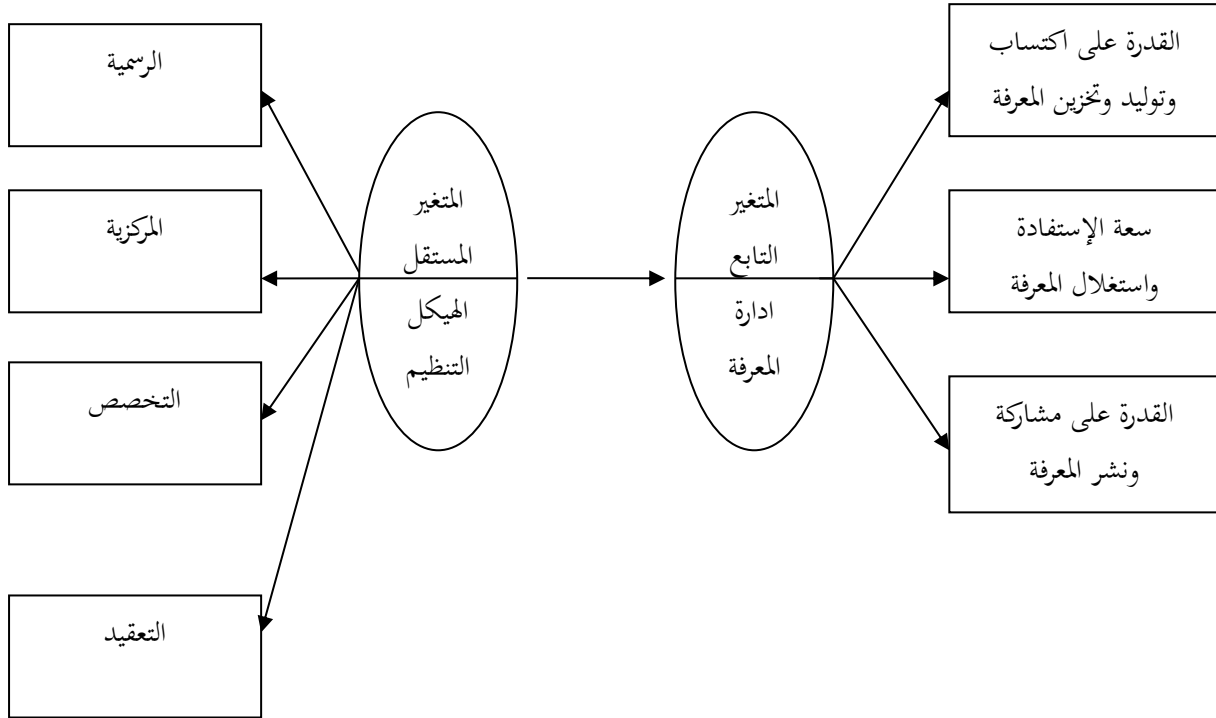 الرسمية
المركزية
التخصص
التعقيد
المتغير
المستقل
الهيكل
التنظيم
المتغير
التابع
ادارة
المعرفة
القدرة على اكتساب
وتوليد وتخزين المعرفة
سعة الإستفادة
واستغلال المعرفة
القدرة على مشاركة
ونشر المعرفة